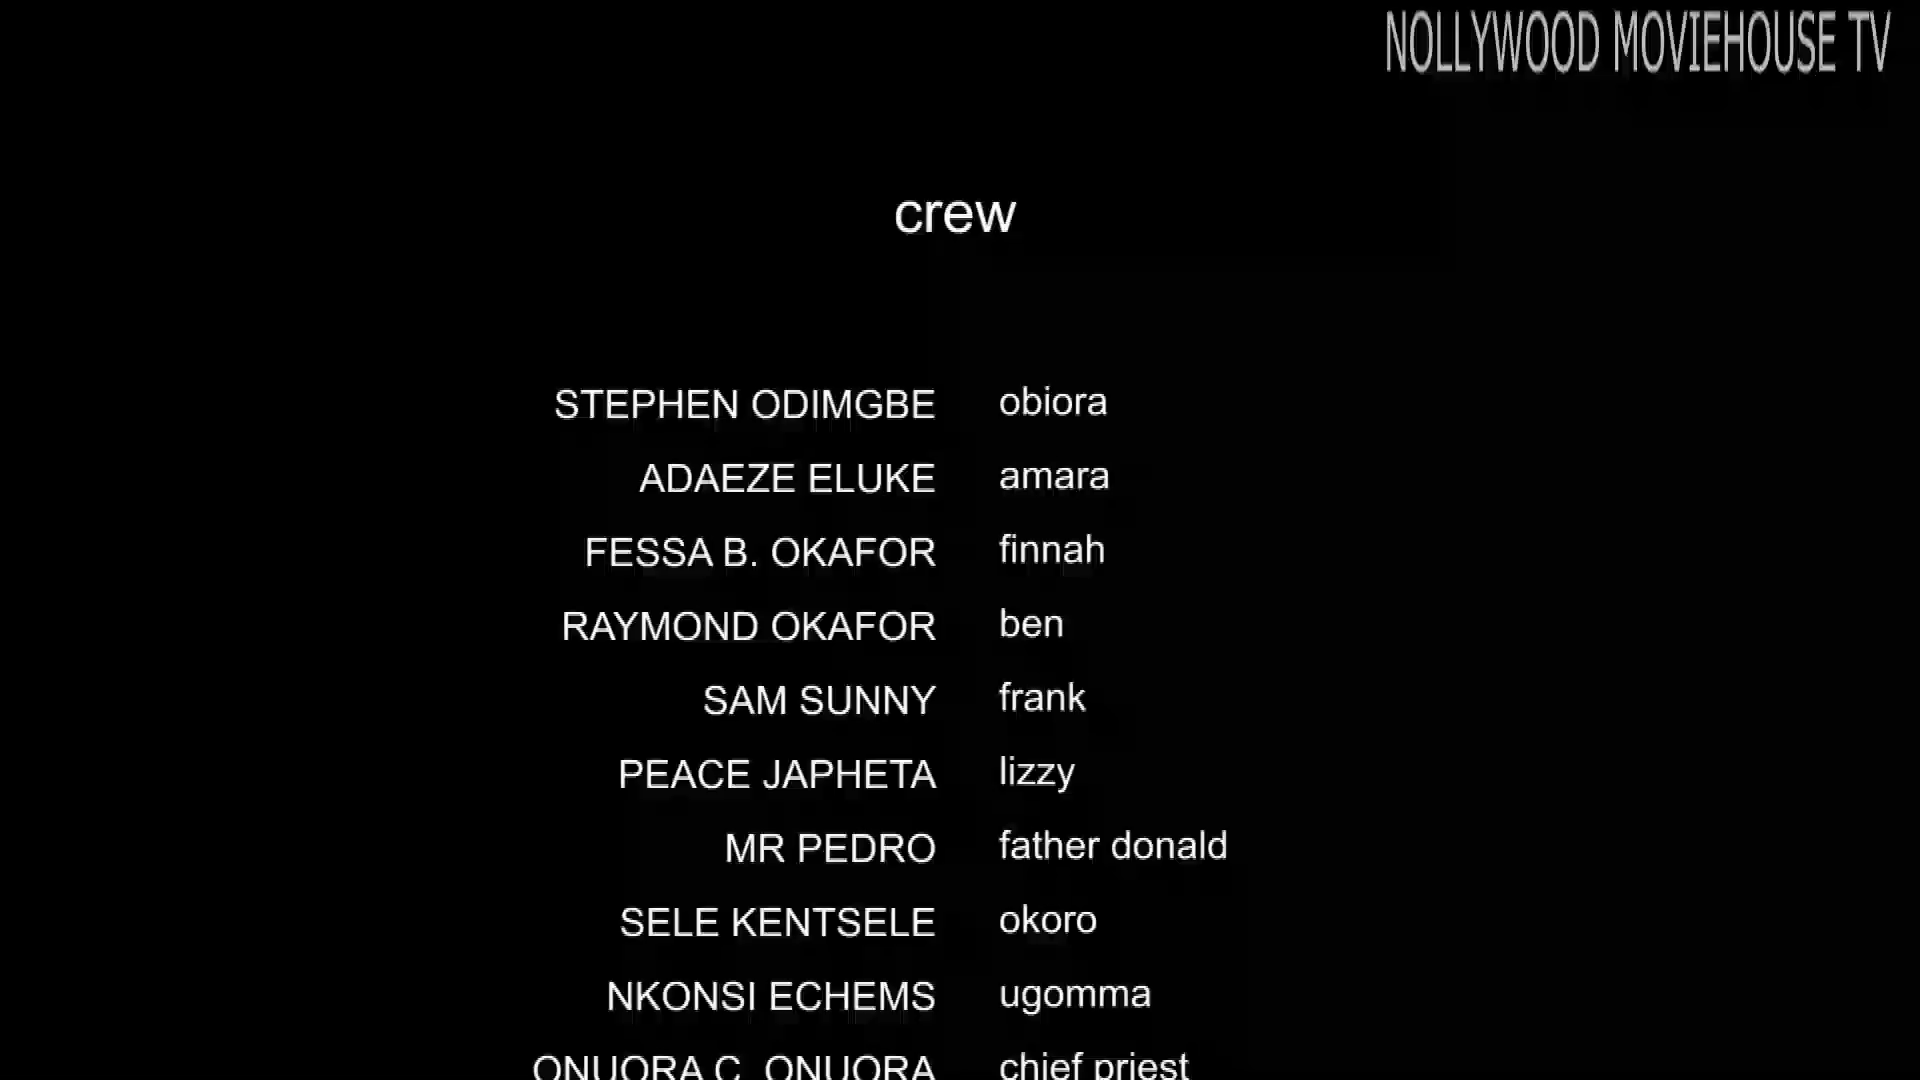 NOLLYWOOD MOVIEHOUSE TV
crew
STEPHEN ODIMGBE obiora
ADAEZE ELUKE amara
FESSA B. OKAFOR finnah
RAYMOND OKAFOR ben
SAM SUNNY frank
PEACE JAPHETA lizzy
MR PEDRO father donald
SELE KENTSELE okoro
NKONSI ECHEMS ugomma
ONUORA C. ONUORA chief priest